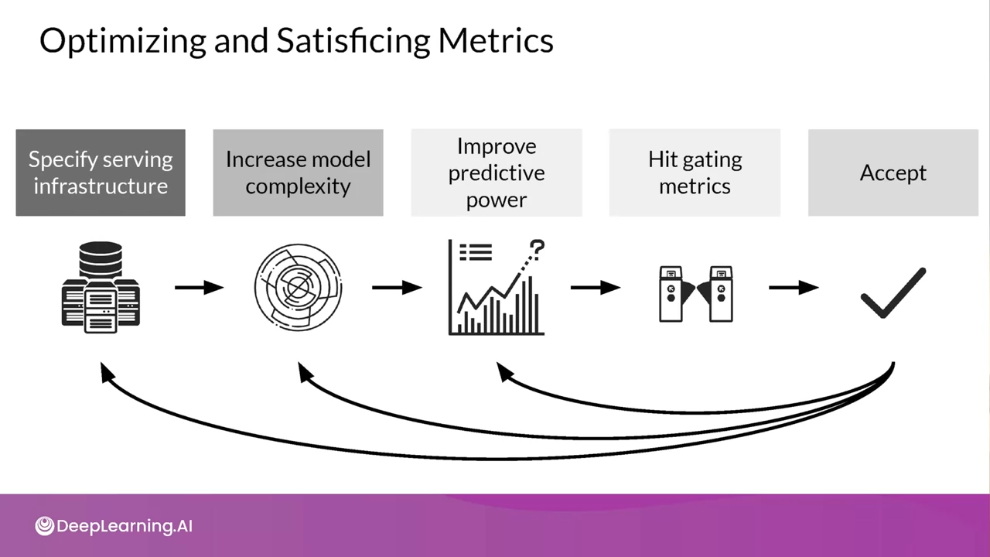 Optimizing and Satisficing Metrics
Specify serving
infrastructure
Increase model
complexity
Improve
predictive
power
Hit gating
metrics
Accept
?
DeepLearning.AI